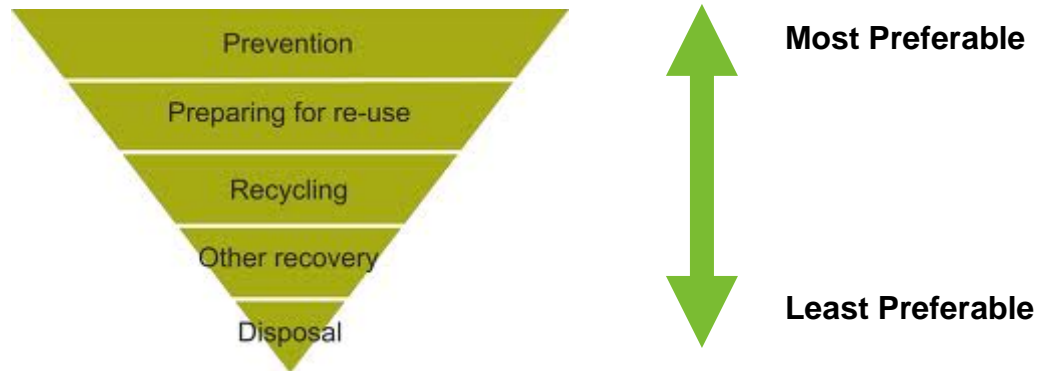 Prevention
Most Preferable
Preparing for re-use
Recycling
Other recovery
Least Preferable
Disposal